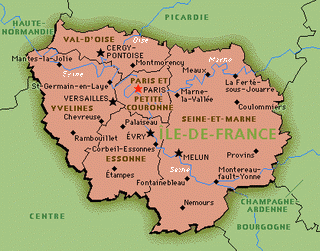 HAUTE-
NORMANDIE
PICARDIE
VAL-D'OISE
Oise
CERGY-
PONTOISE
Montmorency
Mantes-la-Jolie
Seine
Marne
Meaux
La-Ferté-
sous-Jouarre
PARIS ET
PARIS
PETITE
COURONNE
St-Germain-en-Laye
VERSAILLES
Marne-
la-Vallée
Coulommiers
YVELINES
Chevreuse
Palaiseau
SEINE-ET-MARNE
ÎLE-DE-FRANCE
Rambouillet
ÉVRY
Corbeil-Essonnes
MELUN
Provins
ESSONNE
Étampes
Seine
Montereau-
fault-Yonne
Fontainebleau
Nemours
CENTRE
CHAMPAGNE
ARDENNE
BOURGOGNE